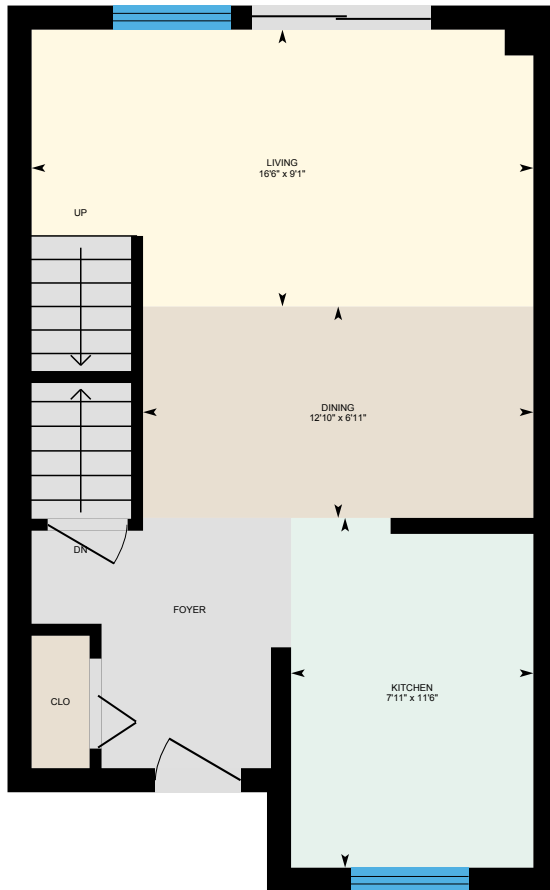 LIVING
16'6" x 9'1"
UP
DINING
12'10" x 6'11"
DN
FOYER
KITCHEN
7'11" x 11'6"
CLO